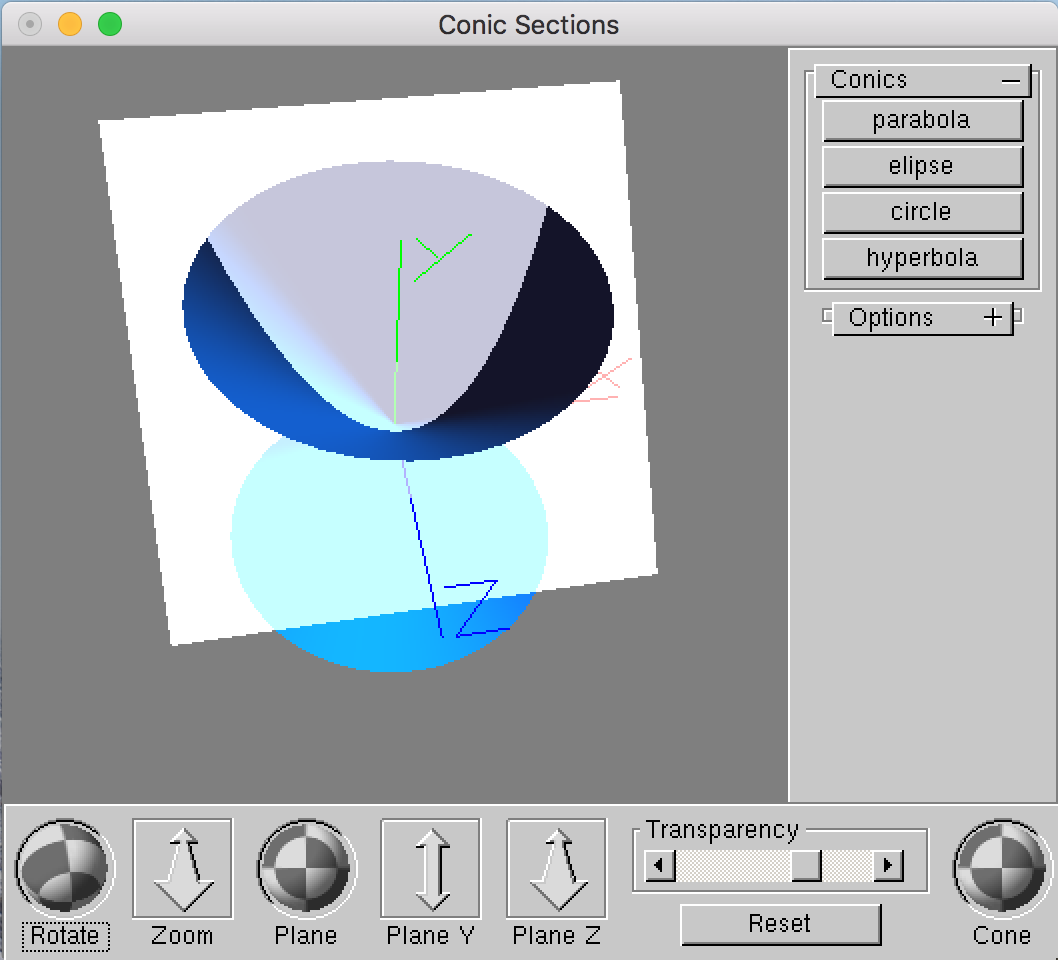 Conic Sections
Conics —
parabola
elipse
circle
hyperbola
Options +
Y
X
Z
Transparency
Reset
Rotate Zoom Plane Plane Y Plane Z Cone